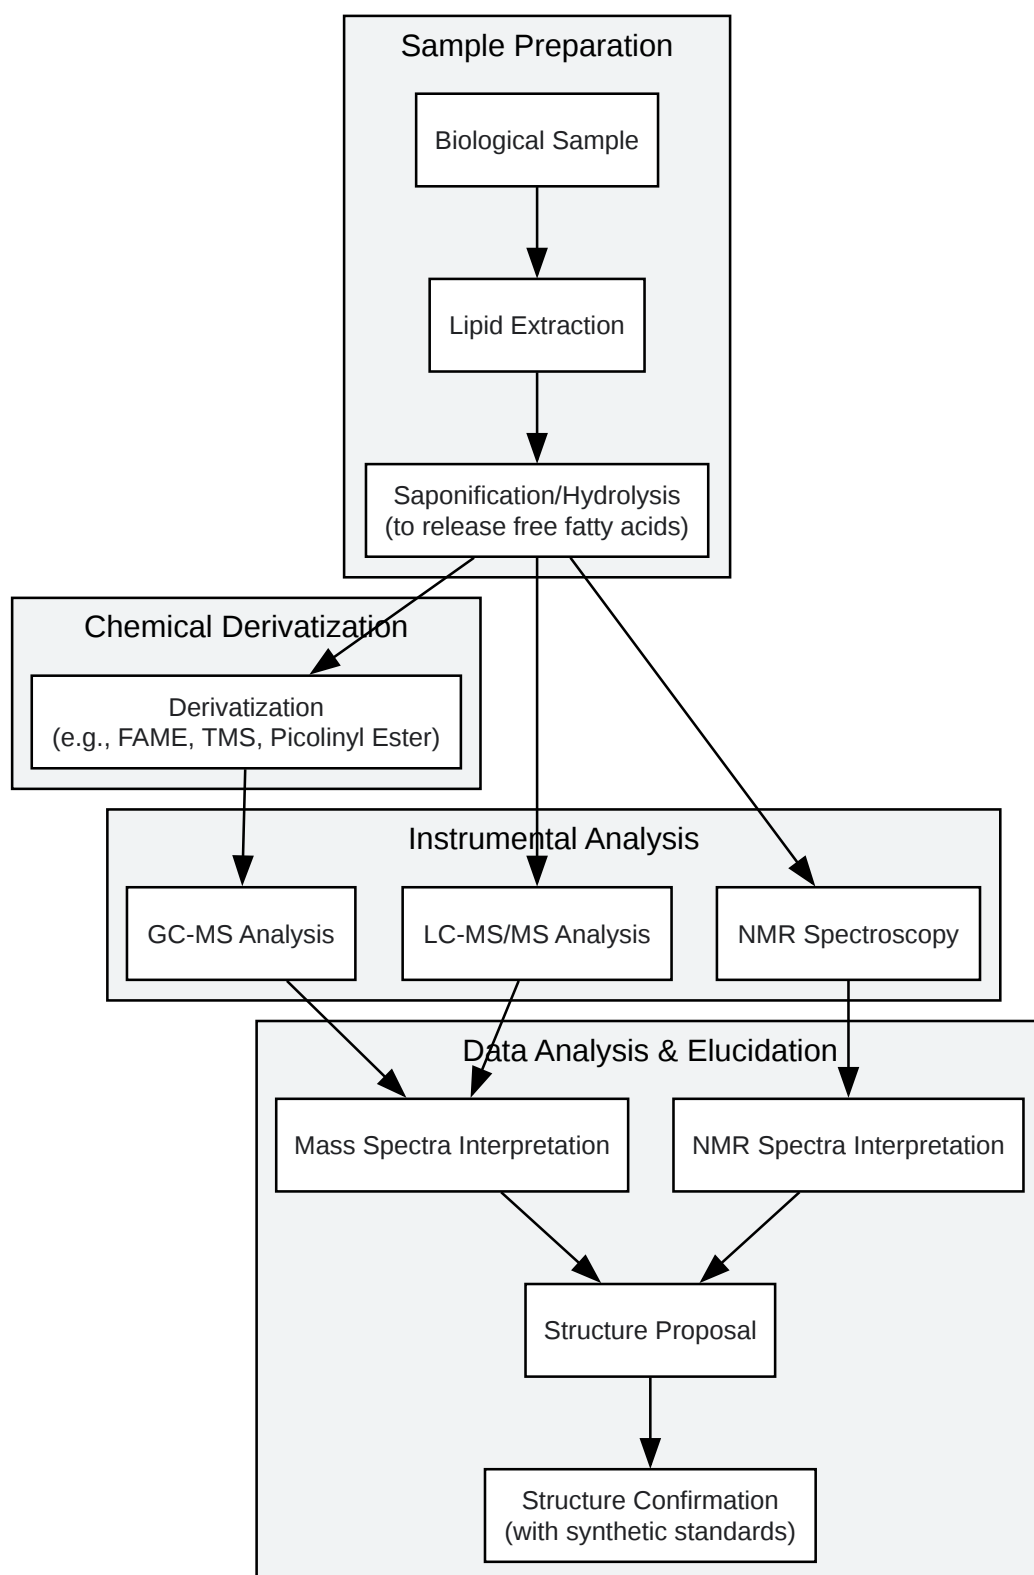 Sample Preparation
Biological Sample
Lipid Extraction
Saponification/Hydrolysis
(to release free fatty acids)
Chemical Derivatization
Derivatization
(e.g., FAME, TMS, Picolinyl Ester)
Instrumental Analysis
GC-MS Analysis
LC-MS/MS Analysis
NMR Spectroscopy
Data Analysis & Elucidation
Mass Spectra Interpretation
NMR Spectra Interpretation
Structure Proposal
Structure Confirmation
(with synthetic standards)